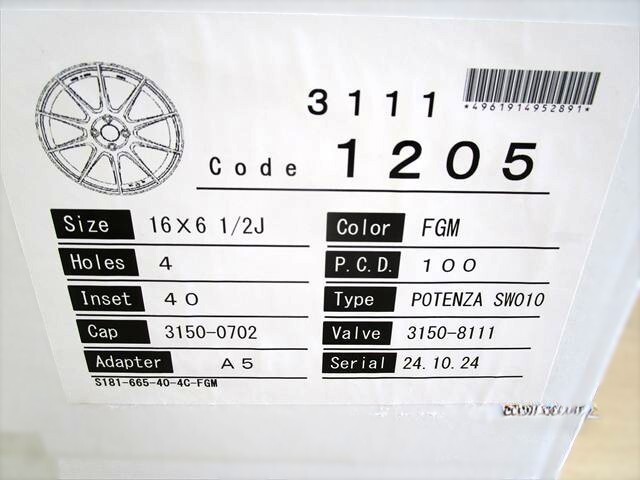 3111
*4961914952891*
Code 1205
Size 16×6 1/2J Color FGM
Holes 4 P.C.D. 100
Inset 40 Type POTENZA SW010
Cap 3150-0702 Valve 3150-8111
Adapter A5 Serial 24.10.24
S181-665-40-4C-FGM